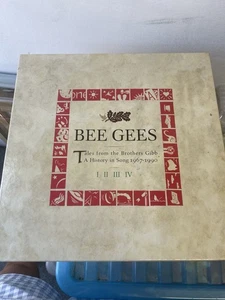 BEE GEES
Tales from the Brothers Gibb
A History in Song 1967-1990
I II III IV